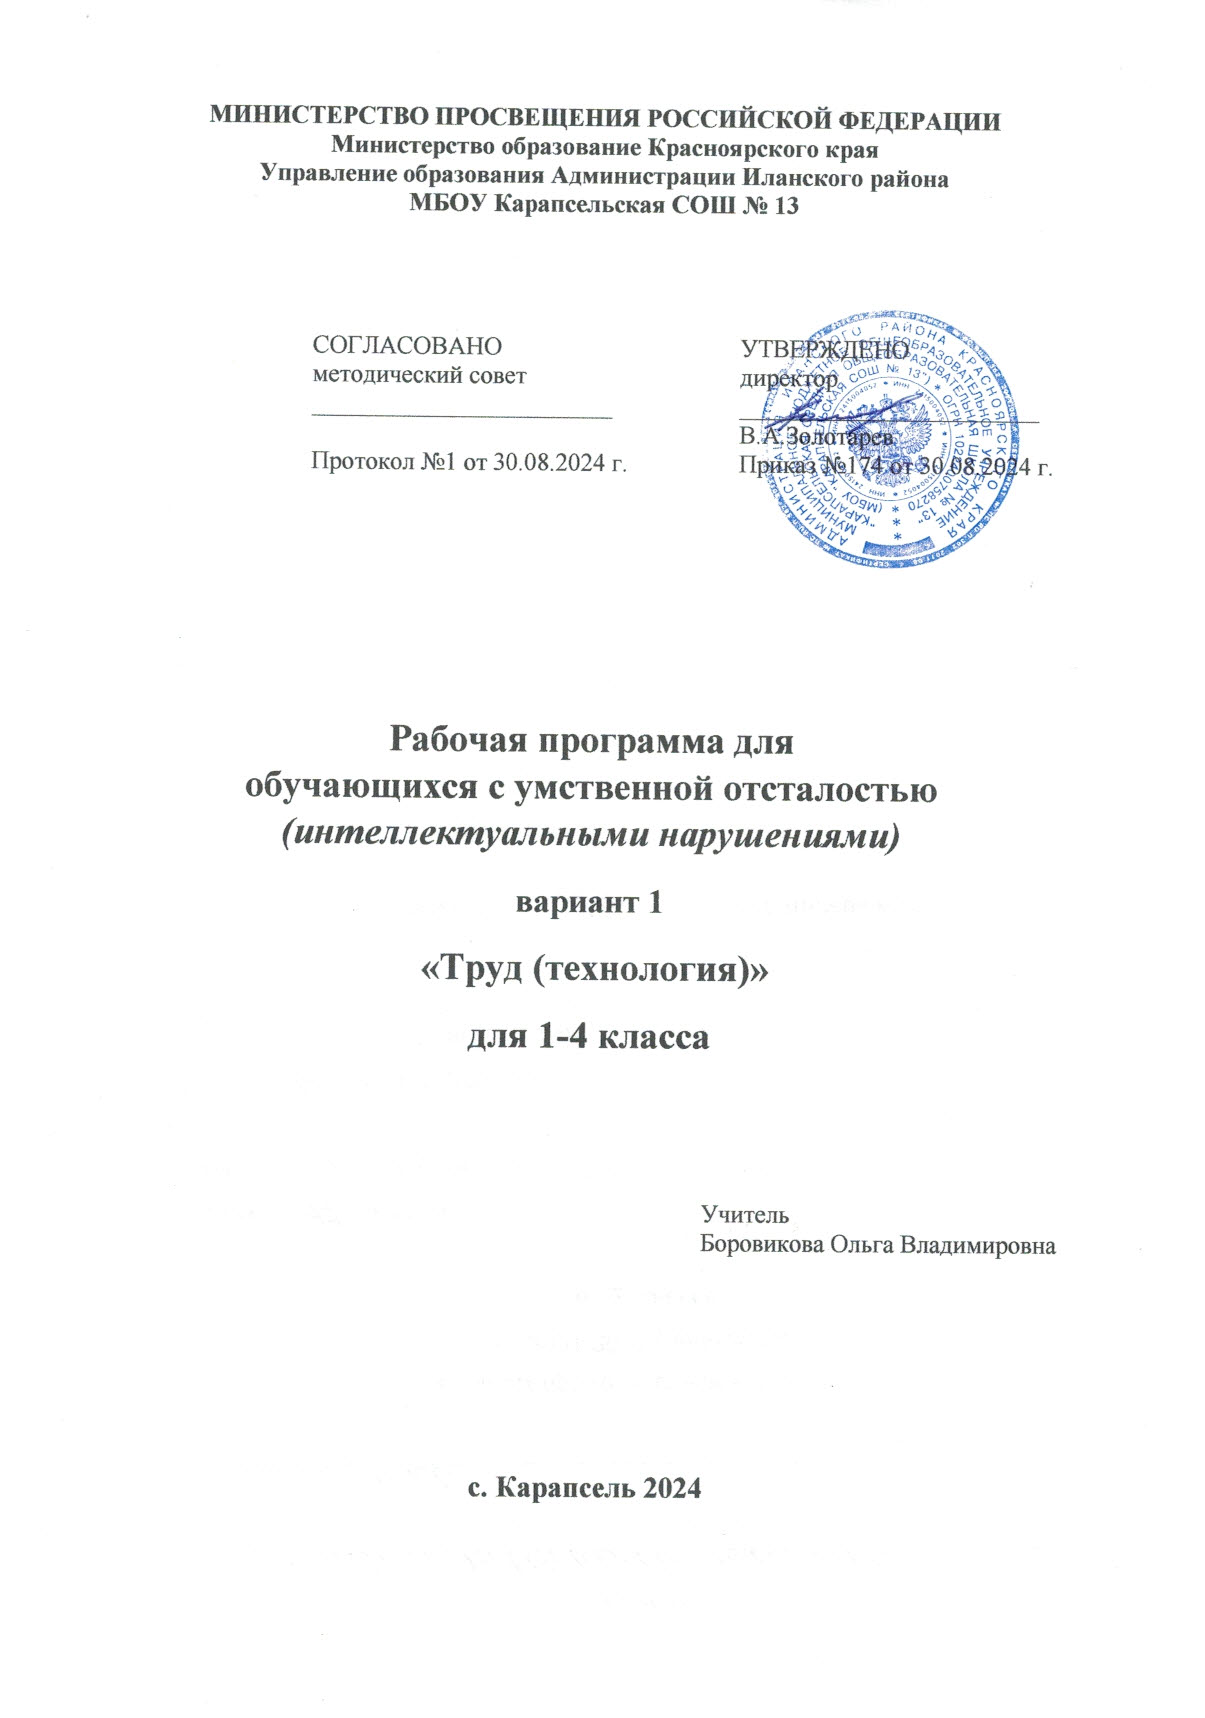 МИНИСТЕРСТВО ПРОСВЕЩЕНИЯ РОССИЙСКОЙ ФЕДЕРАЦИИ
Министерство образование Красноярского края
Управление образования Администрации Иланского района
МБОУ Карапсельская СОШ № 13
СОГЛАСОВАНО
методический совет
Протокол №1 от 30.08.2024 г.
УТВЕРЖДЕНО
директор
В.А.Золотарев
Приказ №174 от 30.08.2024 г.
Рабочая программа для
обучающихся с умственной отсталостью
(интеллектуальными нарушениями)
вариант 1
«Труд (технология)»
для 1-4 класса
Учитель
Боровикова Ольга Владимировна
с. Карапсель 2024